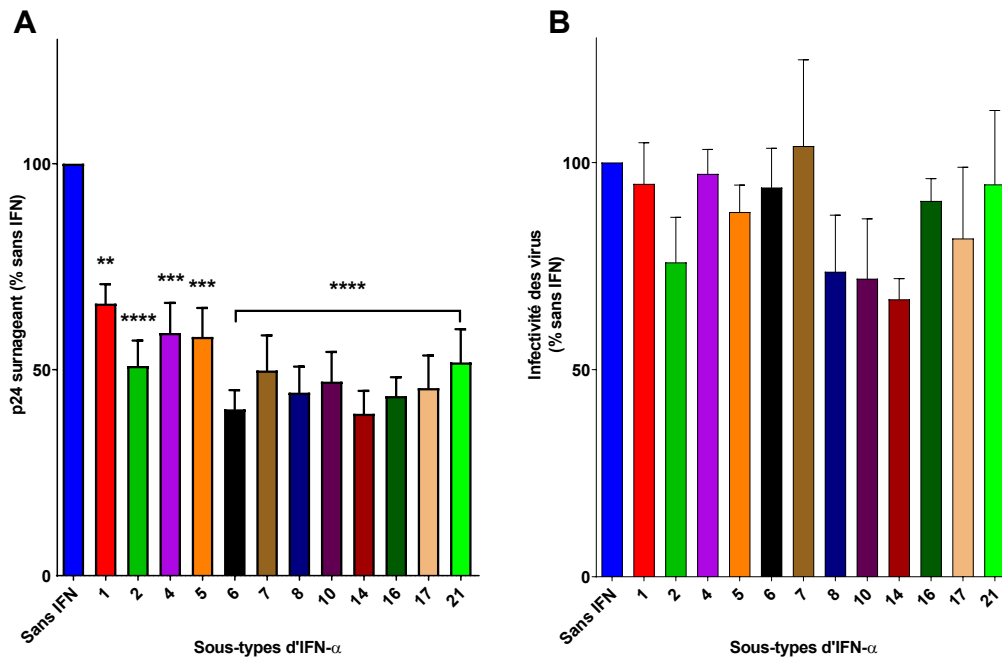 A
p24 surnageant (% sans IFN)
100
50
0
**
****
***
***
****
Sans IFN 1 2 4 5 6 7 8 10 14 16 17 21
Sous-types d'IFN-α
B
Infectivité des virus
(% sans IFN)
100
50
0
Sans IFN 1 2 4 5 6 7 8 10 14 16 17 21
Sous-types d'IFN-α